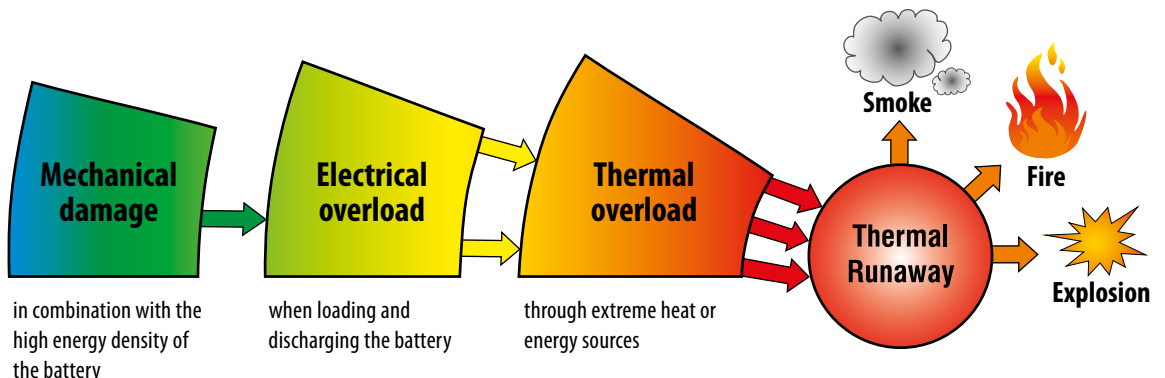 Mechanical
damage
in combination with the
high energy density of
the battery
Electrical
overload
when loading and
discharging the battery
Thermal
overload
through extreme heat or
energy sources
Thermal
Runaway
Smoke
Fire
Explosion